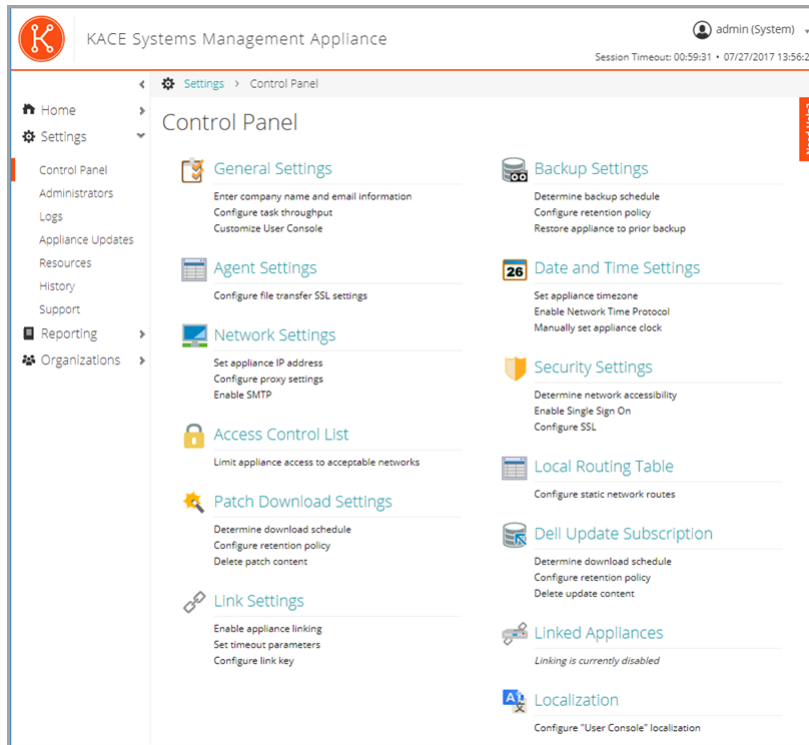 KACE Systems Management Appliance
admin (System)
Session Timeout: 00:59:31 • 07/27/2017 13:56:2
Settings › Control Panel
Home
Settings
Control Panel
Administrators
Logs
Appliance Updates
Resources
History
Support
Reporting
Organizations
Control Panel
General Settings
Enter company name and email information
Configure task throughput
Customize User Console
Agent Settings
Configure file transfer SSL settings
Network Settings
Set appliance IP address
Configure proxy settings
Enable SMTP
Access Control List
Limit appliance access to acceptable networks
Patch Download Settings
Determine download schedule
Configure retention policy
Delete patch content
Link Settings
Enable appliance linking
Set timeout parameters
Configure link key
Backup Settings
Determine backup schedule
Configure retention policy
Restore appliance to prior backup
26
Date and Time Settings
Set appliance timezone
Enable Network Time Protocol
Manually set appliance clock
Security Settings
Determine network accessibility
Enable Single Sign On
Configure SSL
Local Routing Table
Configure static network routes
Dell Update Subscription
Determine download schedule
Configure retention policy
Delete update content
Linked Appliances
Linking is currently disabled
Localization
Configure "User Console" localization